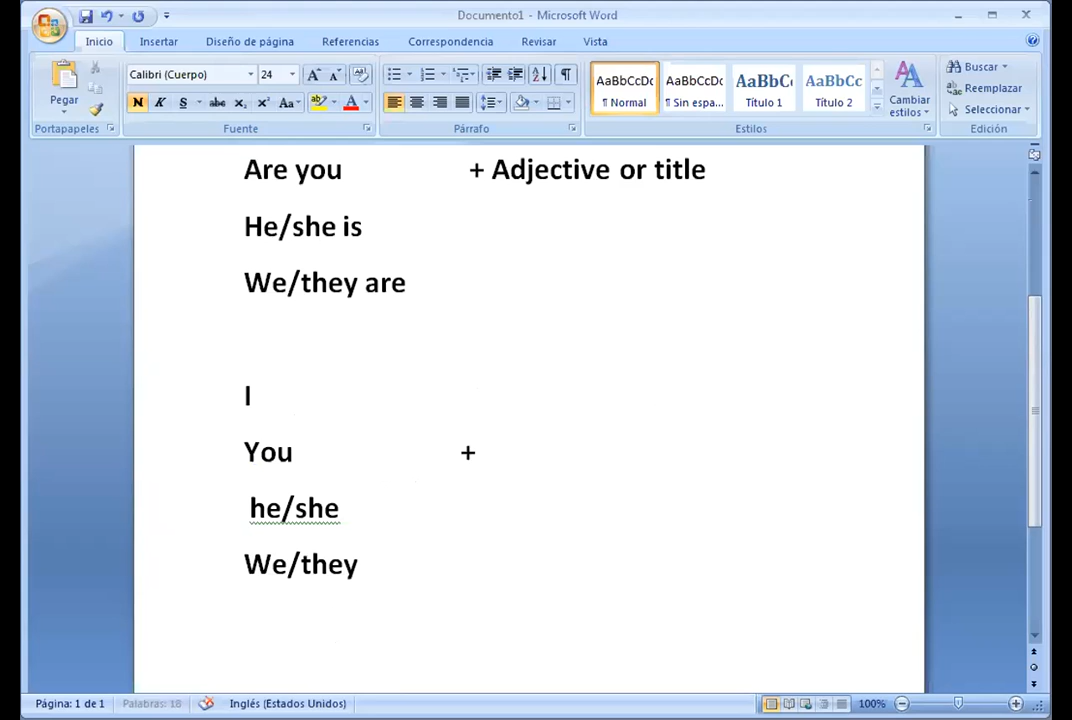 Documento1 - Microsoft Word
Inicio Insertar Diseño de página Referencias Correspondencia Revisar Vista
Pegar
Portapapeles
Calibri (Cuerpo) 24
N K S abc x₂ x² Aa
Fuente
Párrafo
AaBbCcDc AaBbCcDc AaBbC AaBbCc
¶ Normal ¶ Sin espa... Título 1 Título 2
Cambiar estilos
Estilos
Buscar
Reemplazar
Seleccionar
Edición
Are you + Adjective or title
He/she is
We/they are
I
You +
he/she
We/they
Página: 1 de 1 Palabras: 18 Inglés (Estados Unidos) 100%